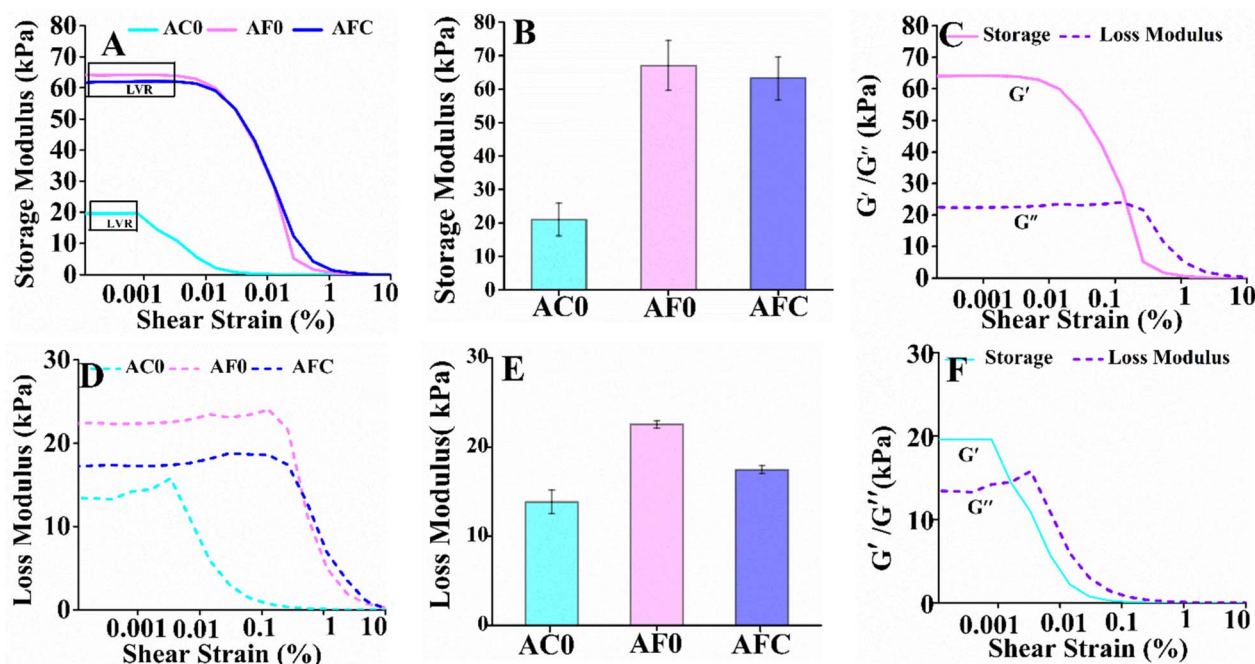 A
AC0 AF0 AFC
Storage Modulus (kPa)
80
70
60
50
40
30
20
10
0
LVR
LVR
0.001 0.01 0.01 10
Shear Strain (%)
B
Storage Modulus (kPa)
80
70
60
50
40
30
20
10
0
AC0 AF0 AFC
C
Storage Loss Modulus
G′ /G″ (kPa)
80
70
60
50
40
30
20
10
0
G′
G″
0.001 0.01 0.1 1 10
Shear Strain (%)
D
AC0 AF0 AFC
Loss Modulus (kPa)
30
20
10
0
0.001 0.01 0.1 1 10
Shear Strain (%)
E
Loss Modulus( kPa)
30
20
10
0
AC0 AF0 AFC
F
Storage Loss Modulus
G′ /G′′ (kPa)
30
20
10
0
G′
G′′
0.001 0.01 0.1 1 10
Shear Strain (%)